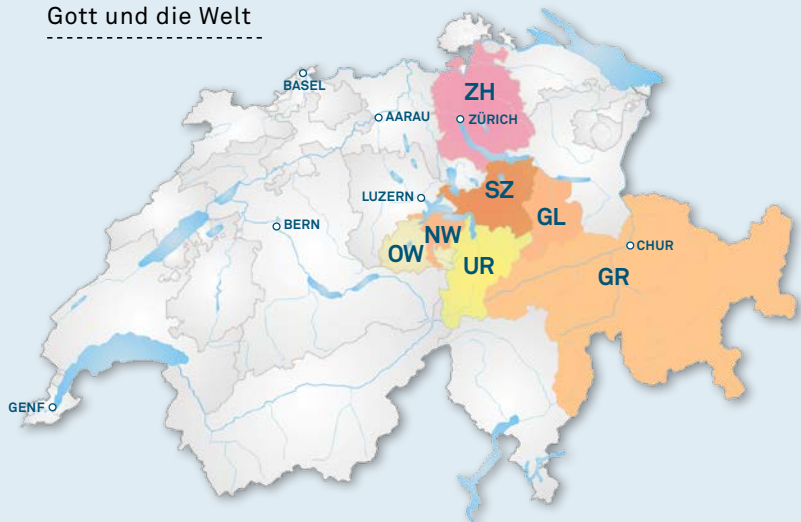 Gott und die Welt
BASEL
ZH
AARAU
ZÜRICH
SZ
LUZERN
GL
BERN
NW
OW
UR
CHUR
GR
GENF